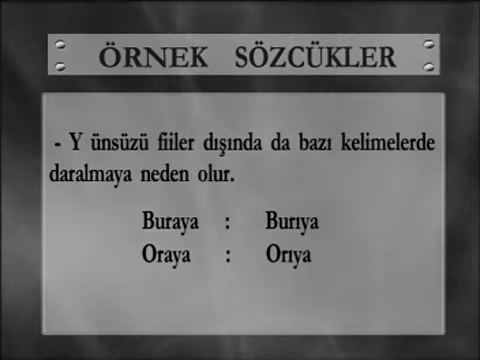 ÖRNEK SÖZCÜKLER
- Y ünsüzü fiiler dışında da bazı kelimelerde
daralmaya neden olur.
Buraya : Burıya
Oraya : Orıya